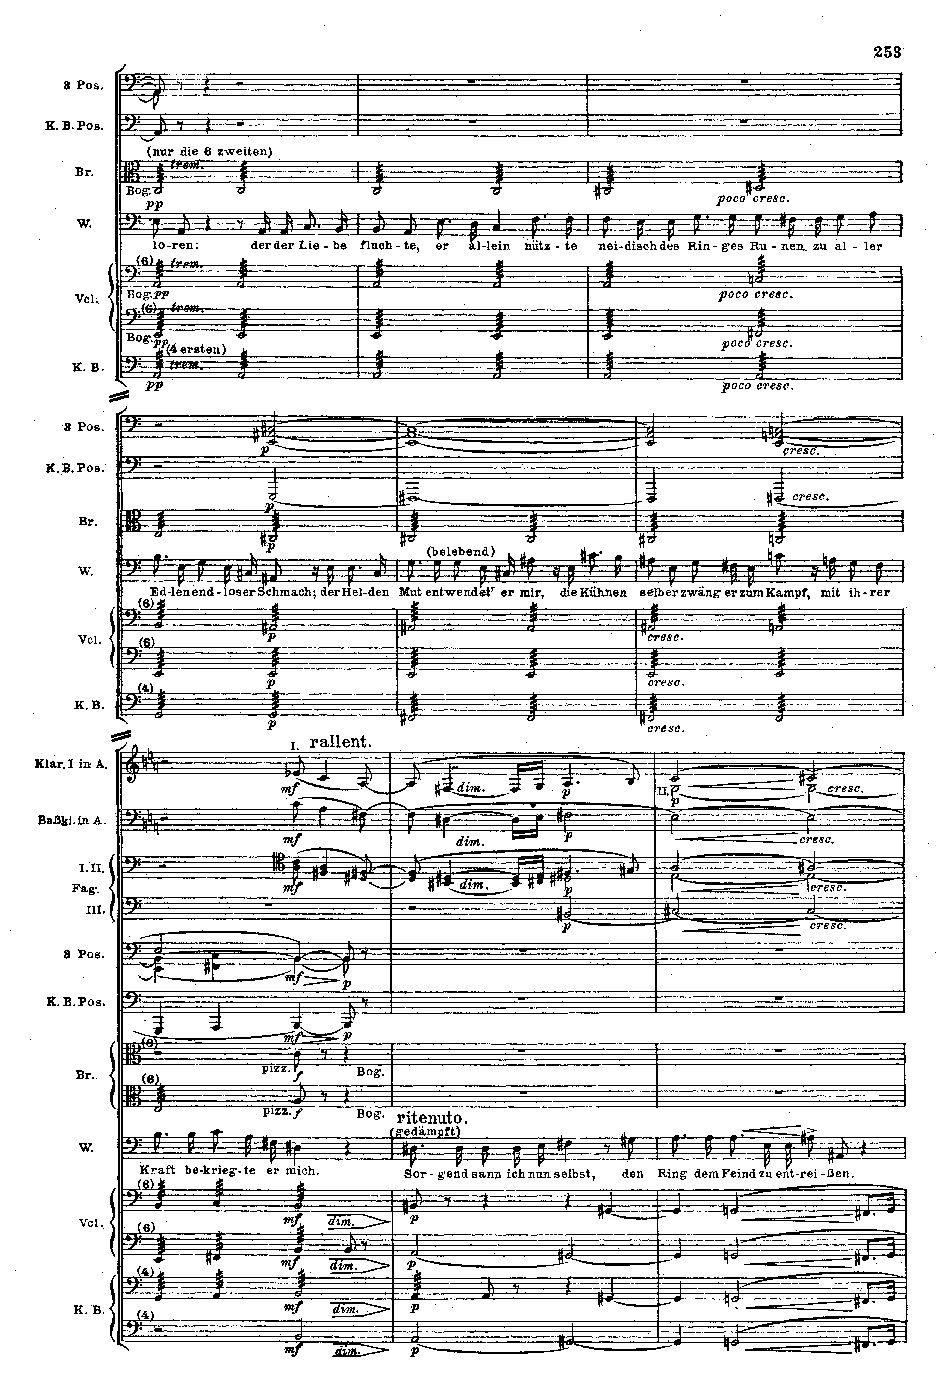 253
3 Pos.
K. B. Pos.
(nur die 6 zweiten)
Br. trem.
Bog. pp poco cresc.
W.
lo-ren: der der Lie-be fluch-te, er al-lein nütz-te nei-disch des Rin-ges Ru-nen zu al-ler
(6) trem.
Bog. pp poco cresc.
Vcl.
(6) trem.
Bog. pp poco cresc.
(4 ersten)
K. B. trem.
pp poco cresc.
3 Pos.
p cresc.
K. B. Pos.
p cresc.
Br.
p
(belebend)
W.
Ed-len end-loser Schmach; der Hel-den Mut entwendet' er mir, die Kühnen selber zwäng er zum Kampf, mit ih-rer
(6)
p cresc.
Vcl.
(6)
p cresc.
K. B. (4)
p cresc.
I. rallent.
Klar. I in A.
mf dim. p II. p cresc.
Baßkl. in A.
mf dim. p cresc.
I. II.
Fag. mf dim. p cresc.
III.
p cresc.
3 Pos.
mf p
K. B. Pos.
mf p
(6)
pizz. f Bog.
Br.
(6)
pizz. f Bog.
ritenuto.
(gedämpft)
W.
Kraft be-krieg-te er mich. Sor-gend sann ich nun selbst, den Ring dem Feind zu ent-rei-ßen.
(6)
mf dim. p
Vcl.
(6)
mf dim. p
(4)
mf dim. p
K. B.
(4)
mf dim. p